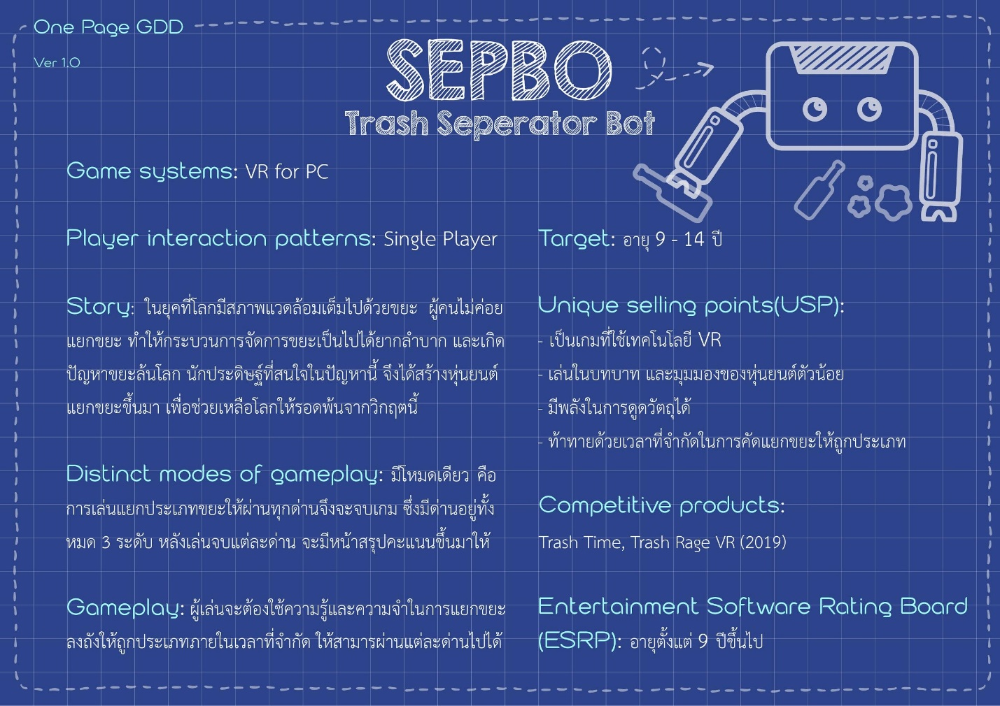 One Page GDD
Ver 1.0
SEPBO
Trash Seperator Bot
Game systems: VR for PC
Player interaction patterns: Single Player
Story: ในยุคที่โลกมีสภาพแวดล้อมเต็มไปด้วยขยะ ผู้คนไม่ค่อย
แยกขยะ ทำให้กระบวนการจัดการขยะเป็นไปได้ยากลำบาก และเกิด
ปัญหาขยะล้นโลก นักประดิษฐ์ที่สนใจในปัญหานี้ จึงได้สร้างหุ่นยนต์
แยกขยะขึ้นมา เพื่อช่วยเหลือโลกให้รอดพ้นจากวิกฤตนี้
Distinct modes of gameplay: มีโหมดเดียว คือ
การเล่นแยกประเภทขยะให้ผ่านทุกด่านจึงจะจบเกม ซึ่งมีด่านอยู่ทั้ง
หมด 3 ระดับ หลังเล่นจบแต่ละด่าน จะมีหน้าสรุปคะแนนขึ้นมาให้
Gameplay: ผู้เล่นจะต้องใช้ความรู้และความจำในการแยกขยะ
ลงถังให้ถูกประเภทภายในเวลาที่จำกัด ให้สามารผ่านแต่ละด่านไปได้
Target: อายุ 9 - 14 ปี
Unique selling points(USP):
- เป็นเกมที่ใช้เทคโนโลยี VR
- เล่นในบทบาท และมุมมองของหุ่นยนต์ตัวน้อย
- มีพลังในการดูดวัตถุได้
- ท้าทายด้วยเวลาที่จำกัดในการคัดแยกขยะให้ถูกประเภท
Competitive products:
Trash Time, Trash Rage VR (2019)
Entertainment Software Rating Board
(ESRP): อายุตั้งแต่ 9 ปีขึ้นไป